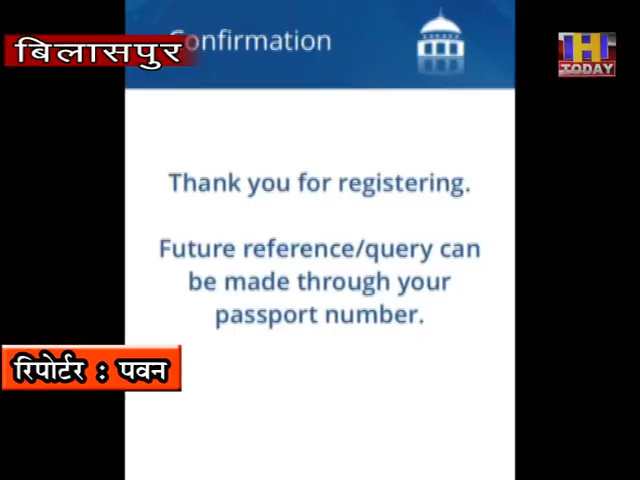 बिलासपुर
Confirmation
TODAY
Thank you for registering.
Future reference/query can
be made through your
passport number.
रिपोर्टर : पवन